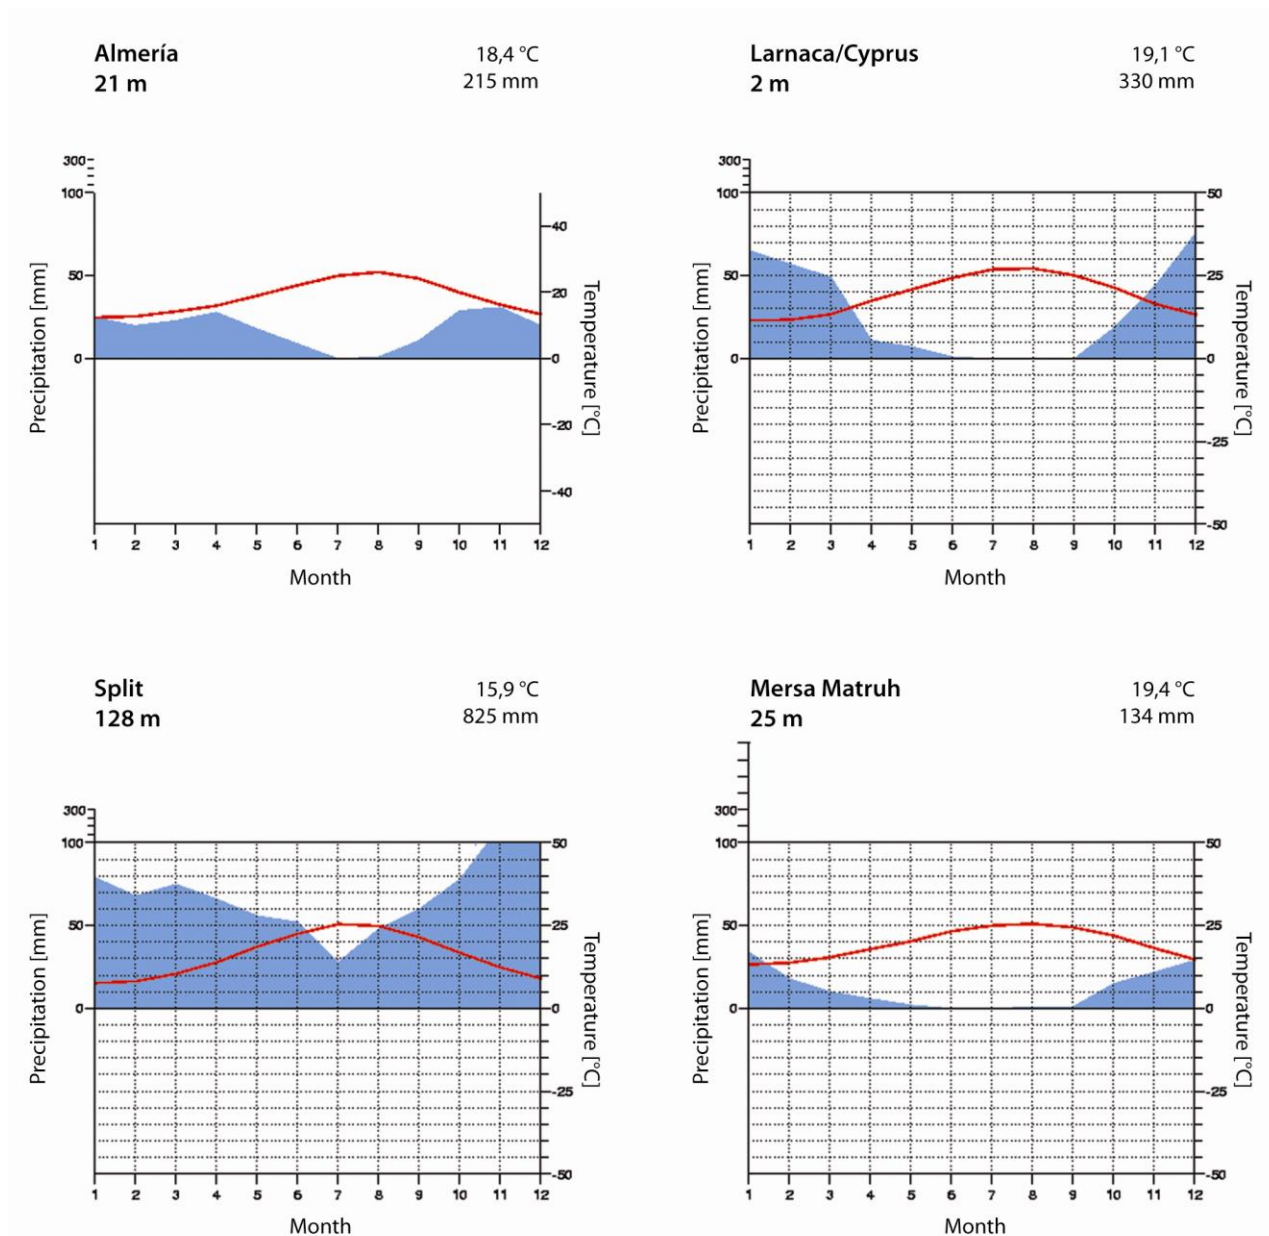 Almería 18,4 °C
21 m 215 mm
300
100
50
0
40
20
0
-20
-40
Precipitation [mm]
Temperature [°C]
1 2 3 4 5 6 7 8 9 10 11 12
Month
Larnaca/Cyprus 19,1 °C
2 m 330 mm
300
100
50
0
50
25
0
-25
-50
Precipitation [mm]
Temperature [°C]
1 2 3 4 5 6 7 8 9 10 11 12
Month
Split 15,9 °C
128 m 825 mm
300
100
50
0
50
25
0
-25
-50
Precipitation [mm]
Temperature [°C]
1 2 3 4 5 6 7 8 9 10 11 12
Month
Mersa Matruh 19,4 °C
25 m 134 mm
300
100
50
0
50
25
0
-25
-50
Precipitation [mm]
Temperature [°C]
1 2 3 4 5 6 7 8 9 10 11 12
Month